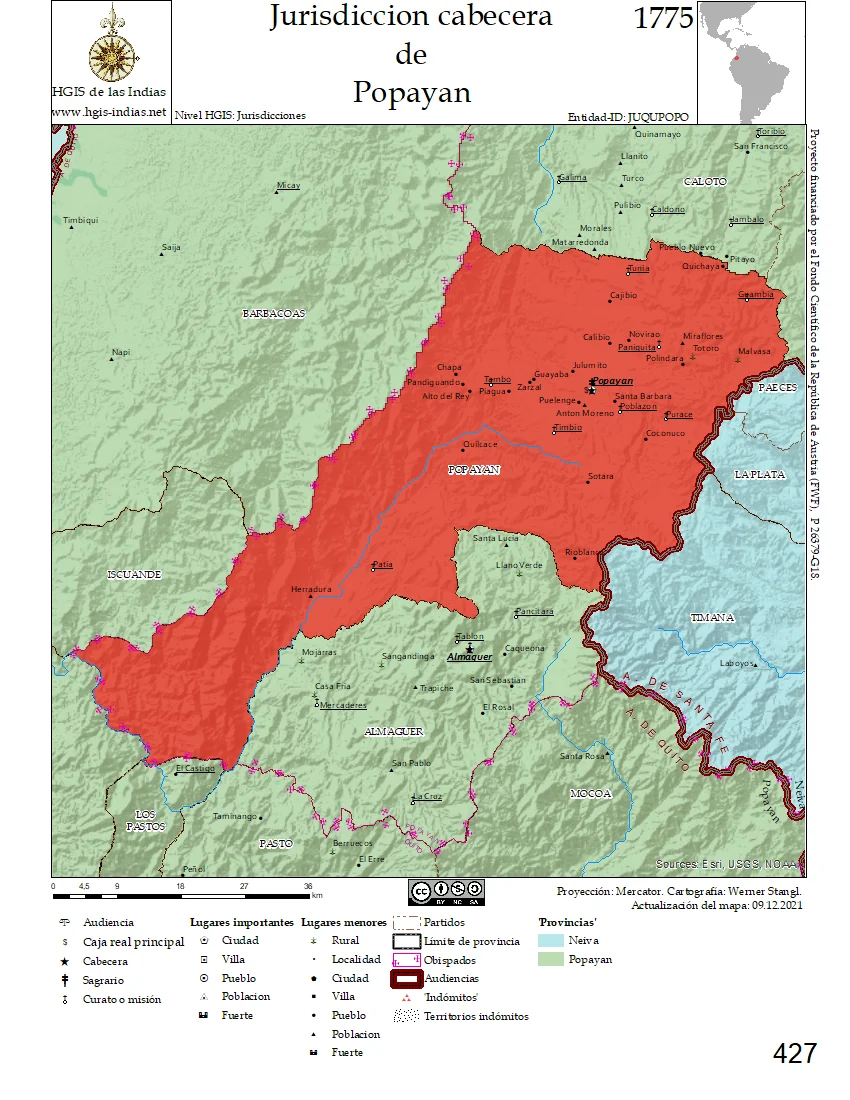 Jurisdiccion cabecera
de
Popayan
1775
HGIS de las Indias
www.hgis-indias.net
Nivel HGIS: Jurisdicciones
Entidad-ID: JUQUPOPO
Quinamayo
Toribio
San Francisco
Llanito
Galima
Turco
CALOTO
Micay
Pulibio
Caldono
Jambalo
Timbiqui
Morales
Matarredonda
Saija
Pueblo Nuevo
Pitayo
Quichaya
Tunia
Guambia
Cajibio
BARBACOAS
Novirao
Miraflores
Calibio
Paniquita
Totoro
Malvasa
Napi
Polindara
Chapa
Julumito
Guayaba
Pandiguando
Tambo
Zarzal
Popayan
PAECES
Alto del Rey
Piagua
Puelenge
Santa Barbara
Poblazon
Anton Moreno
Purace
Timbio
Coconuco
Quilcace
POPAYAN
Sotara
LA PLATA
Santa Lucia
Rioblanco
Llano Verde
Patia
ISCUANDE
Herradura
Pancitara
TIMANA
Tablon
Mojarras
Sangandinga
Almaguer
Caqueona
Laboyos
San Sebastian
Casa Fria
Trapiche
Mercaderes
El Rosal
A. DE SANTA FE
A. DE QUITO
ALMAGUER
Santa Rosa
San Pablo
El Castigo
Neiva
Popayan
MOCOA
La Cruz
LOS
PASTOS
Taminango
PASTO
Berruecos
El Erre
Peñol
Sources: Esri, USGS, NOAA
Proyecto financiado por el Fondo Científico de la República de Austria (FWF), P 26379-G18.
0 4,5 9 18 27 36
km
CC BY NC SA
Proyección: Mercator. Cartografía: Werner Stangl.
Actualización del mapa: 09.12.2021
Audiencia
Caja real principal
Cabecera
Sagrario
Curato o misión
Lugares importantes
Ciudad
Villa
Pueblo
Poblacion
Fuerte
Lugares menores
Rural
Localidad
Ciudad
Villa
Pueblo
Poblacion
Fuerte
Partidos
Límite de provincia
Obispados
Audiencias
'Indómitos'
Territorios indómitos
'Provincias'
Neiva
Popayan
427